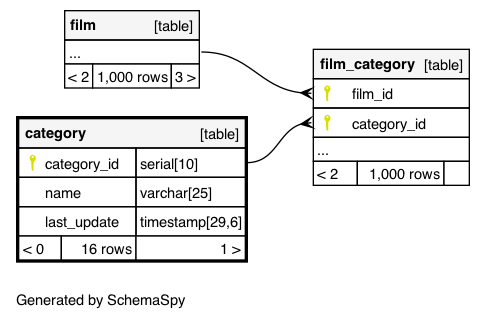 film [table]
...
< 2 1,000 rows 3 >
film_category [table]
film_id
category_id
...
< 2 1,000 rows
category [table]
category_id serial[10]
name varchar[25]
last_update timestamp[29,6]
< 0 16 rows 1 >
Generated by SchemaSpy